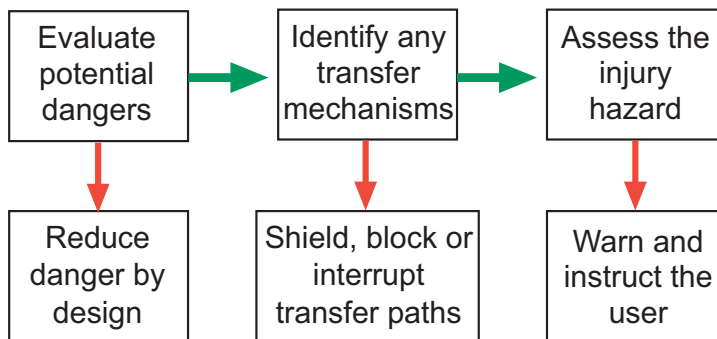 Evaluate
potential
dangers
Identify any
transfer
mechanisms
Assess the
injury
hazard
Reduce
danger by
design
Shield, block or
interrupt
transfer paths
Warn and
instruct the
user